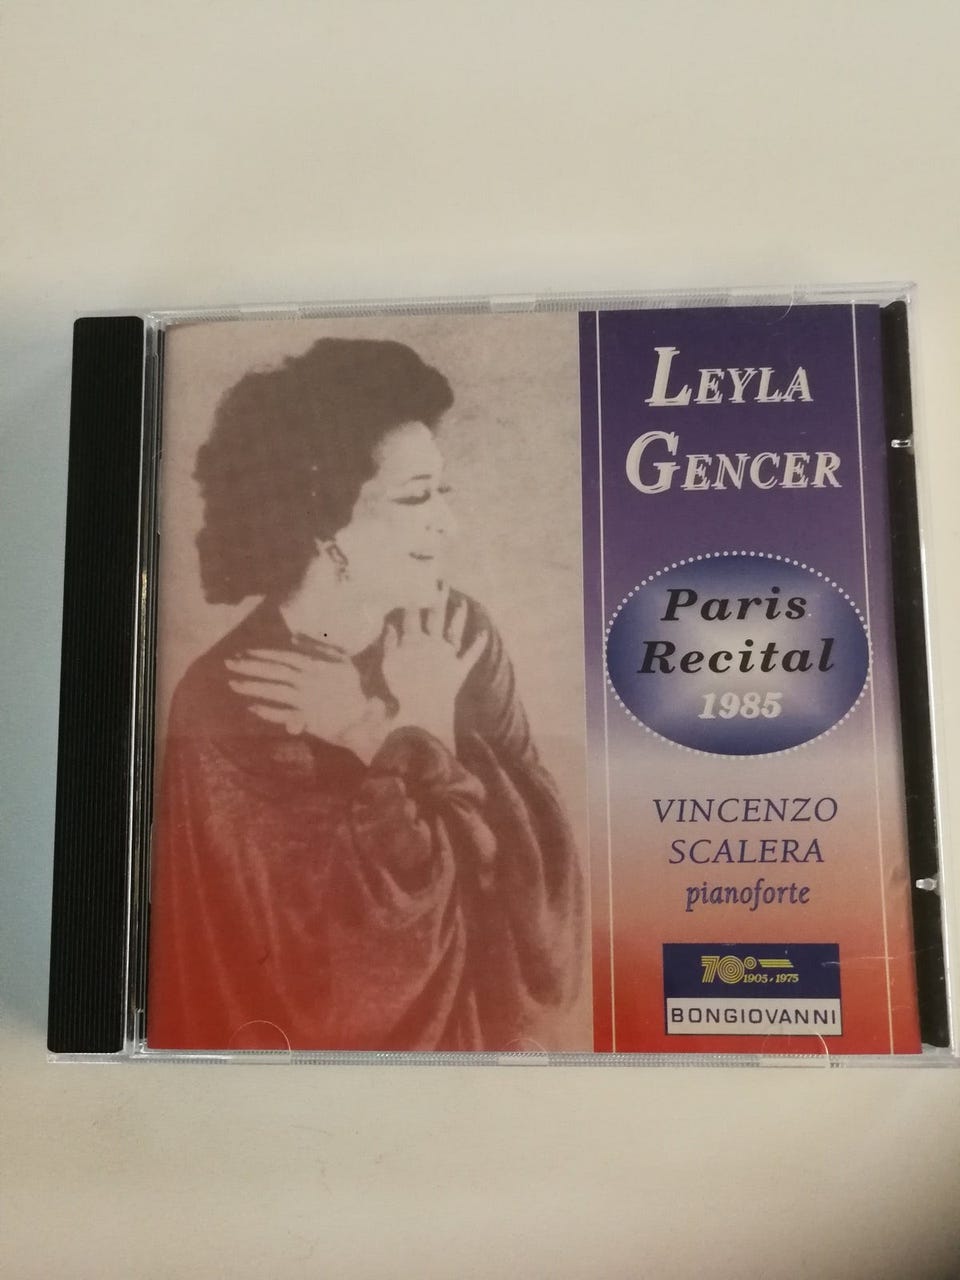 LEYLA
GENCER
Paris
Recital
1985
VINCENZO
SCALERA
pianoforte
70°
1905 - 1975
BONGIOVANNI